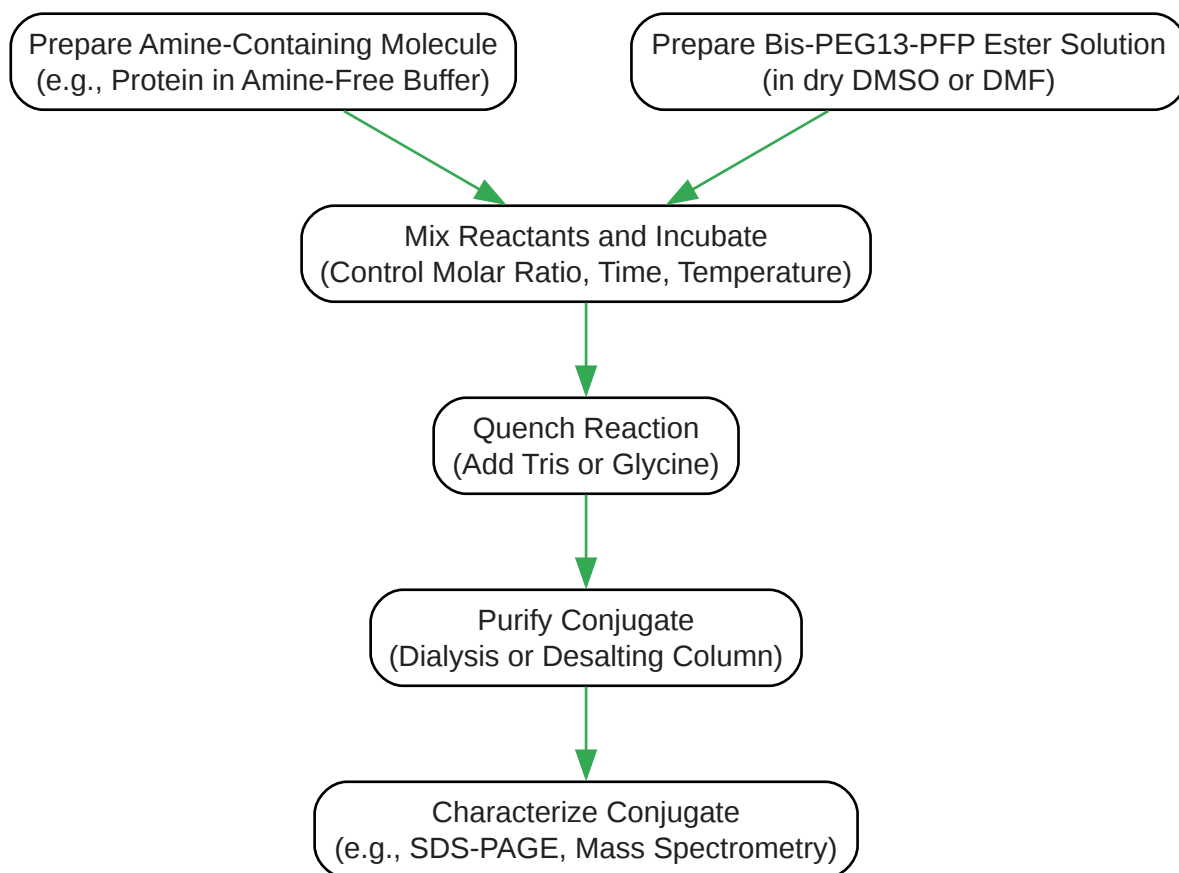 Prepare Amine-Containing Molecule
(e.g., Protein in Amine-Free Buffer)
Prepare Bis-PEG13-PFP Ester Solution
(in dry DMSO or DMF)
Mix Reactants and Incubate
(Control Molar Ratio, Time, Temperature)
Quench Reaction
(Add Tris or Glycine)
Purify Conjugate
(Dialysis or Desalting Column)
Characterize Conjugate
(e.g., SDS-PAGE, Mass Spectrometry)